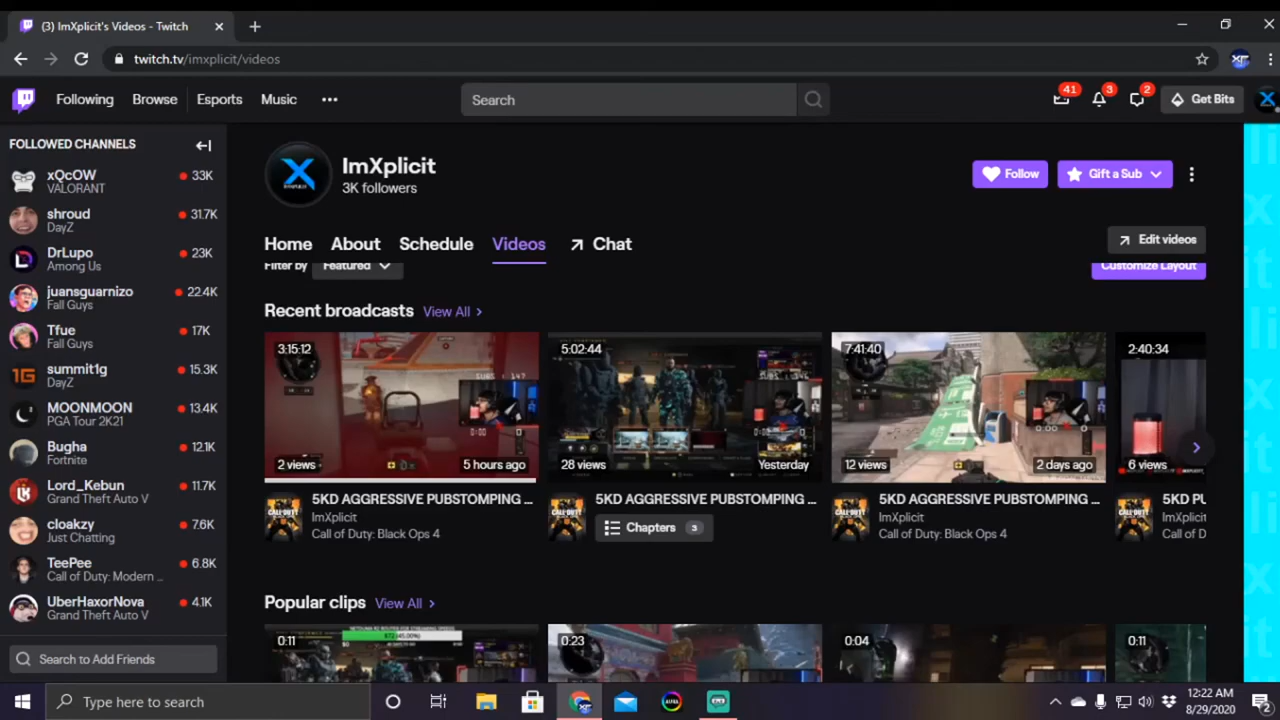 (3) ImXplicit's Videos - Twitch
twitch.tv/imxplicit/videos
Following
Browse
Esports
Music
Search
41
3
2
Get Bits
FOLLOWED CHANNELS
xQcOW
VALORANT
33K
shroud
DayZ
31.7K
DrLupo
Among Us
23K
juansguarnizo
Fall Guys
22.4K
Tfue
Fall Guys
17K
summit1g
DayZ
15.3K
MOONMOON
PGA Tour 2K21
13.4K
Bugha
Fortnite
12.1K
Lord_Kebun
Grand Theft Auto V
11.7K
cloakzy
Just Chatting
7.6K
TeePee
Call of Duty: Modern ...
6.8K
UberHaxorNova
Grand Theft Auto V
4.1K
Search to Add Friends
ImXplicit
3K followers
Follow
Gift a Sub
Home
About
Schedule
Videos
Chat
Edit videos
Filter by
Featured
Customize Layout
Recent broadcasts
View All
3:15:12
2 views
5 hours ago
5KD AGGRESSIVE PUBSTOMPING ...
ImXplicit
Call of Duty: Black Ops 4
5:02:44
28 views
Yesterday
5KD AGGRESSIVE PUBSTOMPING ...
Chapters 3
7:41:40
12 views
2 days ago
5KD AGGRESSIVE PUBSTOMPING ...
ImXplicit
Call of Duty: Black Ops 4
2:40:34
6 views
5KD PU
ImXplicit
Call of D
Popular clips
View All
0:11
0:23
0:04
0:11
Type here to search
12:22 AM
8/29/2020
2